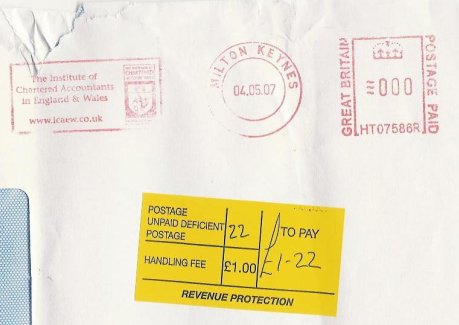 The Institute of
Chartered Accountants
in England & Wales
www.icaew.co.uk
MILTON KEYNES
04.05.07
GREAT BRITAIN
000
POSTAGE PAID
HT07586R
POSTAGE
UNPAID DEFICIENT
POSTAGE
22
TO PAY
HANDLING FEE
£1.00
£1-22
REVENUE PROTECTION